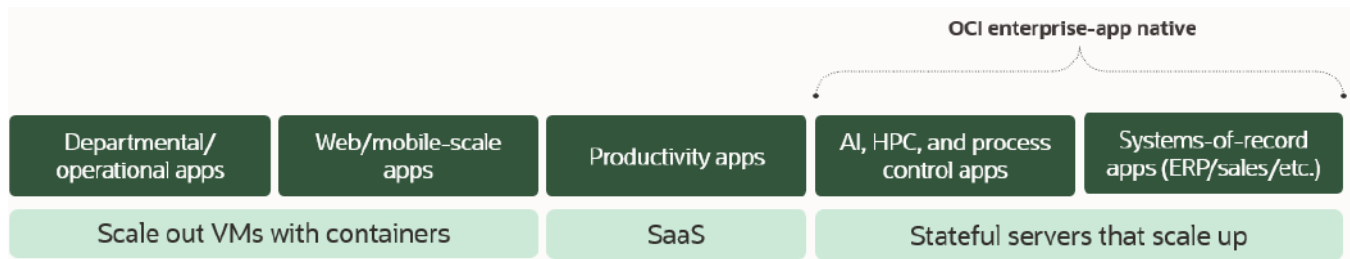 OCI enterprise-app native
Departmental/
operational apps
Web/mobile-scale
apps
Productivity apps
AI, HPC, and process
control apps
Systems-of-record
apps (ERP/sales/etc.)
Scale out VMs with containers
SaaS
Stateful servers that scale up